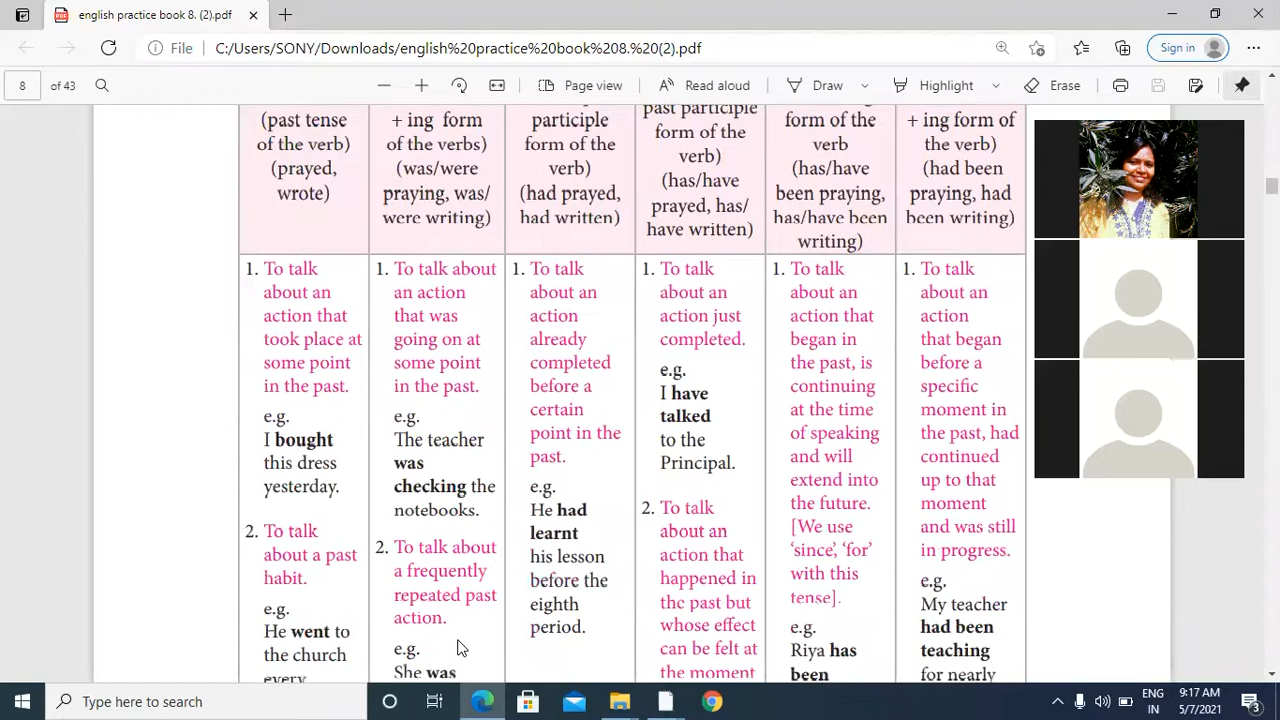 english practice book 8. (2).pdf
File
C:/Users/SONY/Downloads/english%20practice%20book%208.%20(2).pdf
Sign in
8
of 43
Page view
Read aloud
Draw
Highlight
Erase
(past tense
of the verb)
(prayed,
wrote)
+ ing form
of the verbs)
(was/were
praying, was/
were writing)
participle
form of the
verb)
(had prayed,
had written)
past participle
form of the
verb)
(has/have
prayed, has/
have written)
form of the
verb
(has/have
been praying,
has/have been
writing)
+ ing form of
the verb)
(had been
praying, had
been writing)
1. To talk
about an
action that
took place at
some point
in the past.
e.g.
I bought
this dress
yesterday.
2. To talk
about a past
habit.
e.g.
He went to
the church
every
1. To talk about
an action
that was
going on at
some point
in the past.
e.g.
The teacher
was
checking the
notebooks.
2. To talk about
a frequently
repeated past
action.
e.g.
She was
1. To talk
about an
action
already
completed
before a
certain
point in the
past.
e.g.
He had
learnt
his lesson
before the
eighth
period.
1. To talk
about an
action just
completed.
e.g.
I have
talked
to the
Principal.
2. To talk
about an
action that
happened in
the past but
whose effect
can be felt at
the moment
1. To talk
about an
action that
began in
the past, is
continuing
at the time
of speaking
and will
extend into
the future.
[We use
‘since’, ‘for’
with this
tense].
e.g.
Riya has
been
1. To talk
about an
action
that began
before a
specific
moment in
the past, had
continued
up to that
moment
and was still
in progress.
e.g.
My teacher
had been
teaching
for nearly
Type here to search
ENG
IN
9:17 AM
5/7/2021
3